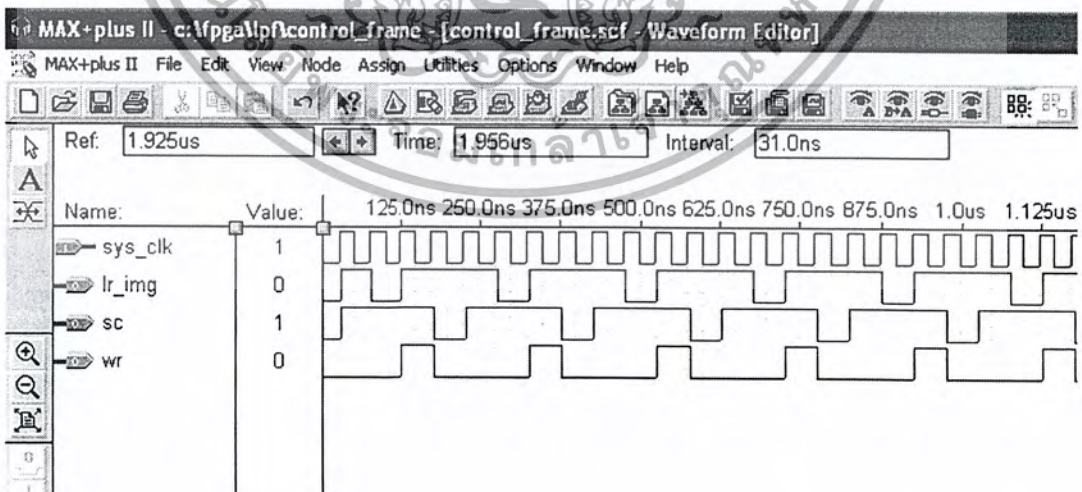 MAX+plus II - c:\fpga\lpf\control_frame - [control_frame.scf - Waveform Editor]
MAX+plus II File Edit View Node Assign Utilities Options Window Help
Ref: 1.925us Time: 1.956us Interval: 31.0ns
Name: Value: 125.0ns 250.0ns 375.0ns 500.0ns 625.0ns 750.0ns 875.0ns 1.0us 1.125us
sys_clk 1
lr_img 0
sc 1
wr 0